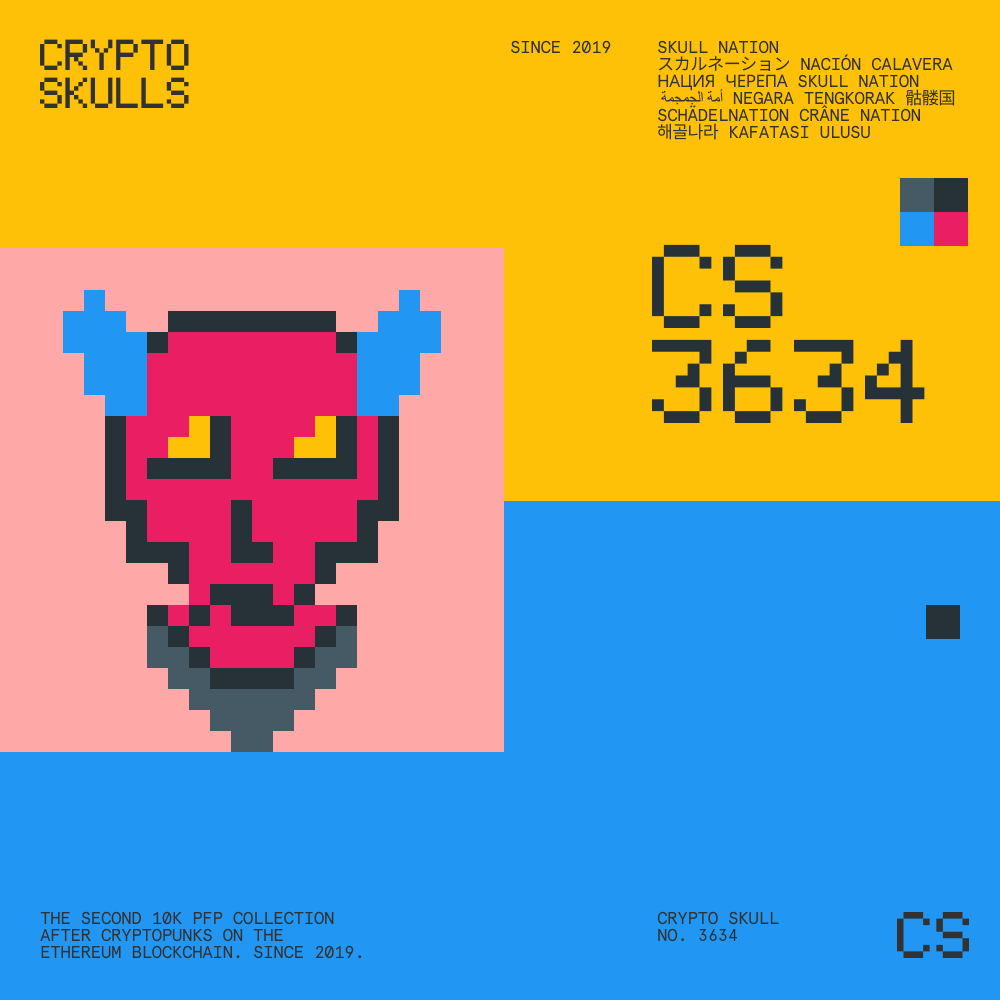 CRYPTO
SKULLS
SINCE 2019
SKULL NATION
スカルネーション NACIÓN CALAVERA
НАЦИЯ ЧЕРЕПА SKULL NATION
أمة الجمجمة NEGARA TENGKORAK 骷髅国
SCHÄDELNATION CRÂNE NATION
해골나라 KAFATASI ULUSU
CS
3634
THE SECOND 10K PFP COLLECTION
AFTER CRYPTOPUNKS ON THE
ETHEREUM BLOCKCHAIN. SINCE 2019.
CRYPTO SKULL
NO. 3634
CS